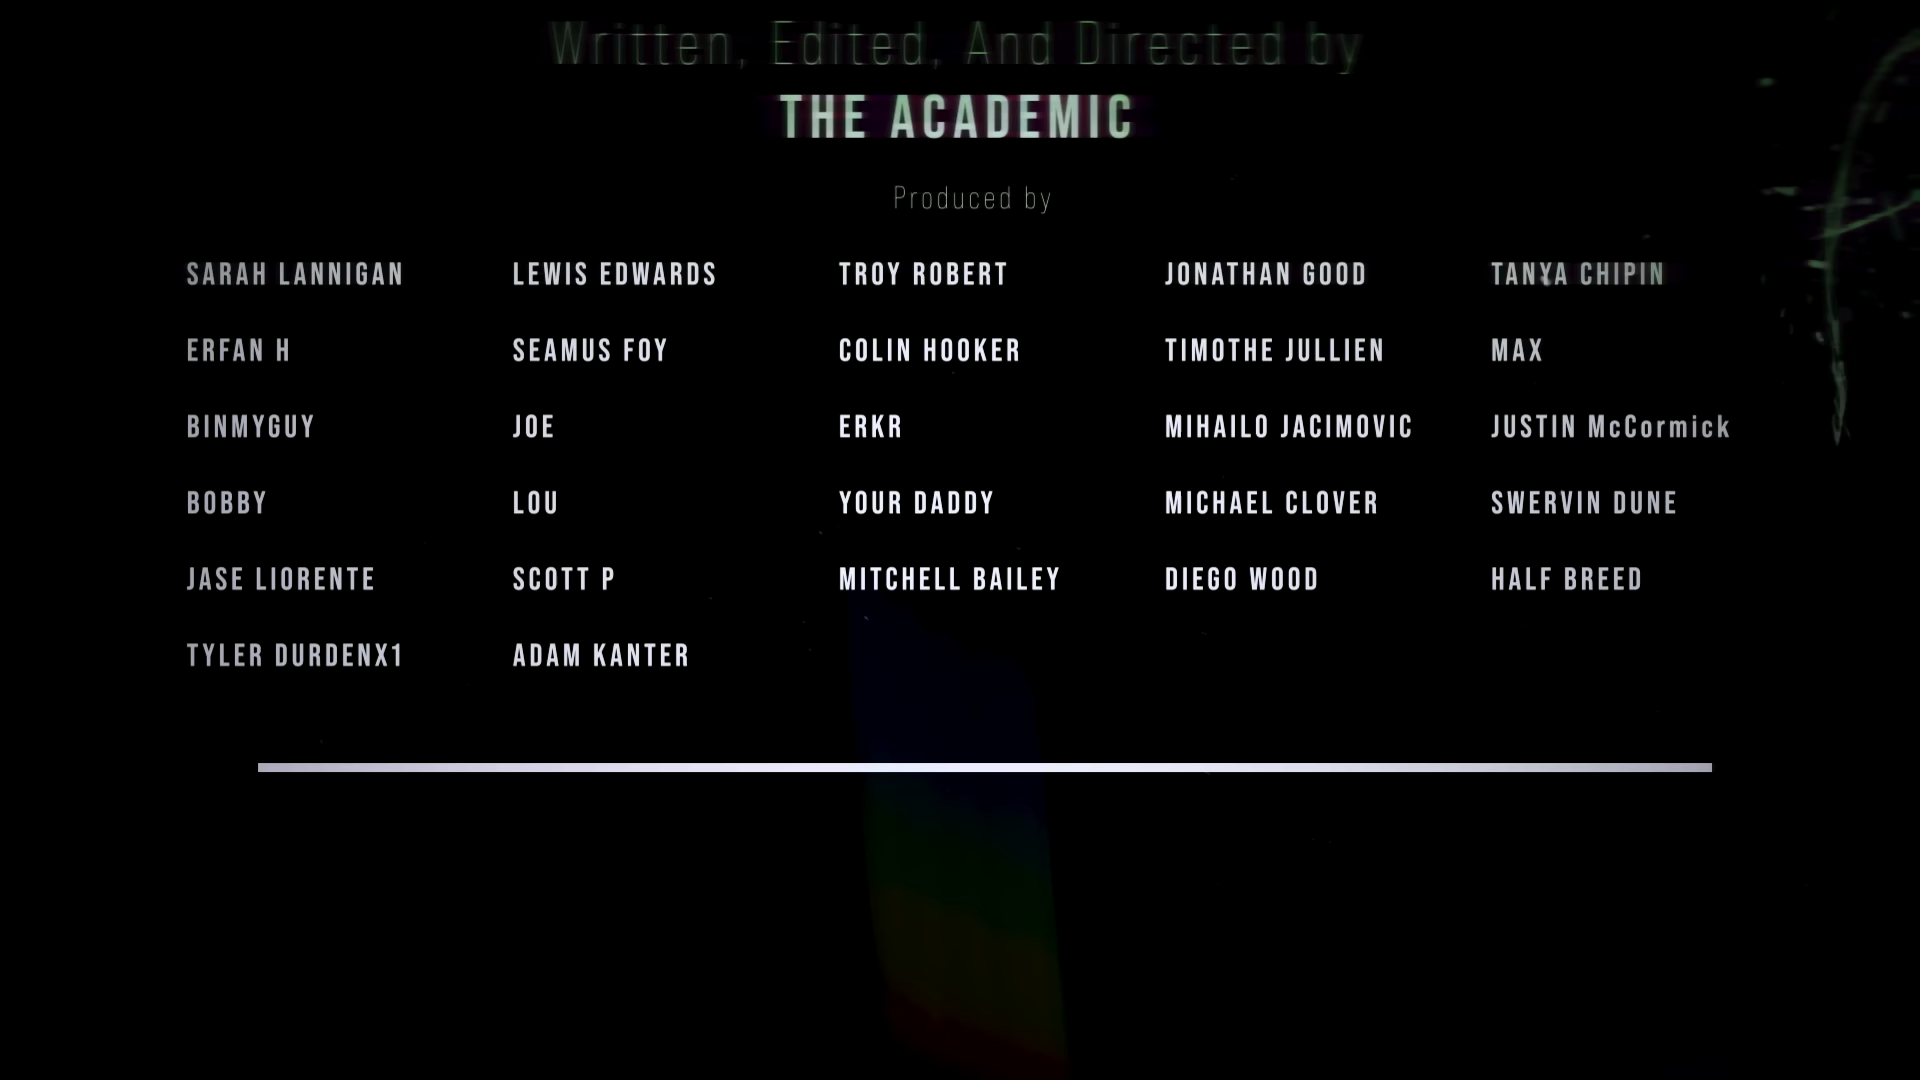 Written, Edited, And Directed by
THE ACADEMIC
Produced by
SARAH LANNIGAN LEWIS EDWARDS TROY ROBERT JONATHAN GOOD TANYA CHIPIN
ERFAN H SEAMUS FOY COLIN HOOKER TIMOTHE JULLIEN MAX
BINMYGUY JOE ERKR MIHAILO JACIMOVIC JUSTIN McCormick
BOBBY LOU YOUR DADDY MICHAEL CLOVER SWERVIN DUNE
JASE LIORENTE SCOTT P MITCHELL BAILEY DIEGO WOOD HALF BREED
TYLER DURDENX1 ADAM KANTER